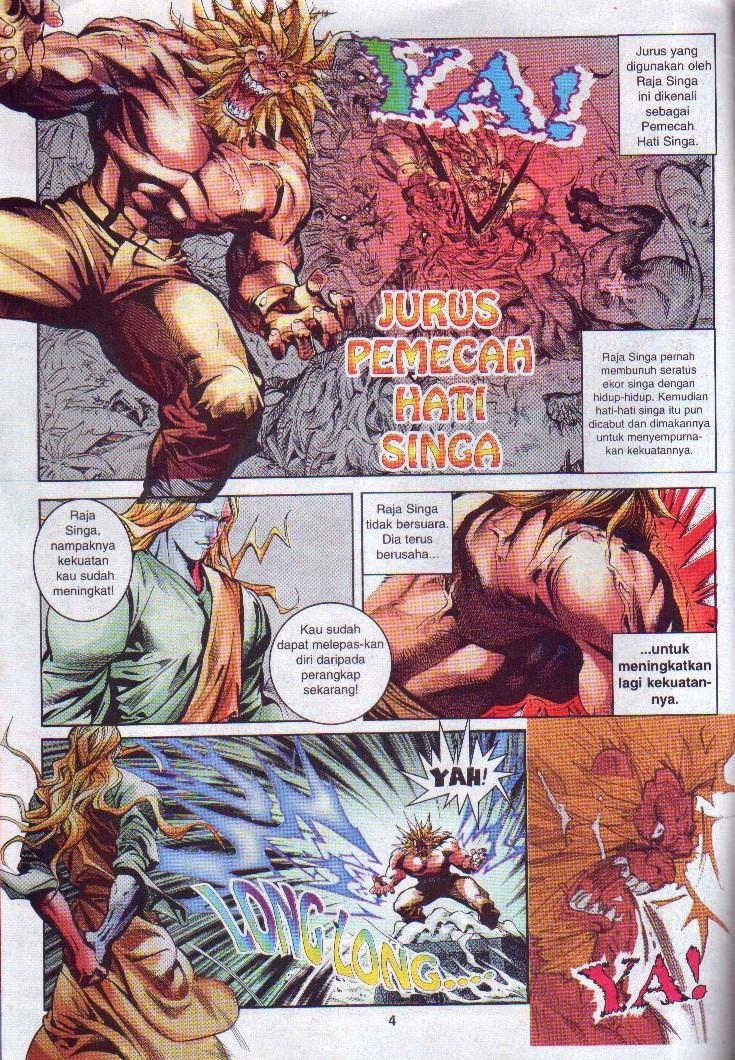 YA!
Jurus yang
digunakan oleh
Raja Singa
ini dikenali
sebagai
Pemecah
Hati Singa.
JURUS
PEMECAH
HATI
SINGA
Raja Singa pernah
membunuh seratus
ekor singa dengan
hidup-hidup. Kemudian
hati-hati singa itu pun
dicabut dan dimakannya
untuk menyempurna-
kan kekuatannya.
Raja
Singa,
nampaknya
kekuatan
kau sudah
meningkat!
Kau sudah
dapat melepas-kan
diri daripada
perangkap
sekarang!
Raja Singa
tidak bersuara.
Dia terus
berusaha...
...untuk
meningkatkan
lagi kekuatan-
nya.
YAH!
LONG LONG....
YA!
4